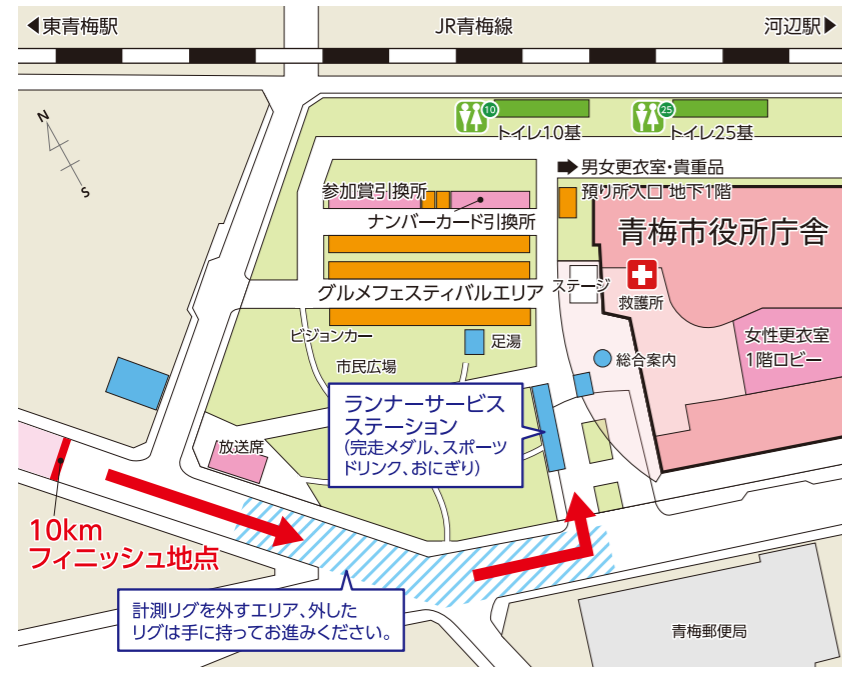 ◀東青梅駅
JR青梅線
河辺駅▶
N
S
10
トイレ10基
25
トイレ25基
➡男女更衣室・貴重品
預り所入口 地下1階
参加賞引換所
ナンバーカード引換所
青梅市役所庁舎
グルメフェスティバルエリア
ステージ
救護所
ビジョンカー
足湯
女性更衣室
1階ロビー
総合案内
市民広場
ランナーサービス
ステーション
(完走メダル、スポーツ
ドリンク、おにぎり)
放送席
10km
フィニッシュ地点
計測リグを外すエリア、外した
リグは手に持ってお進みください。
青梅郵便局